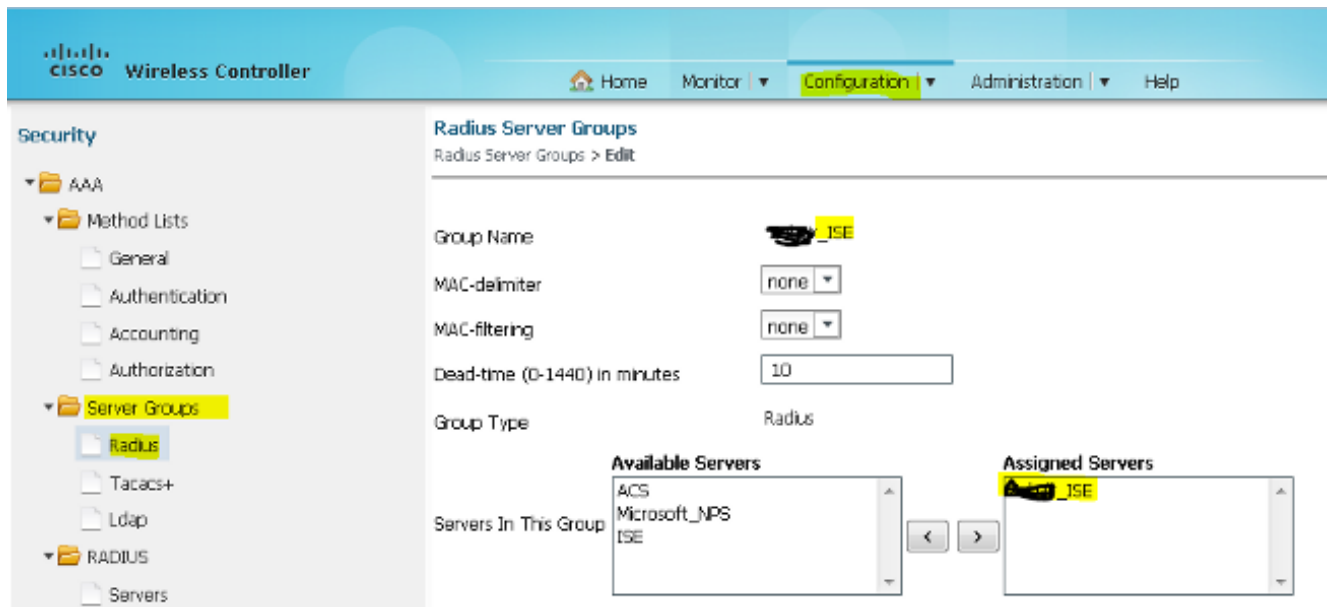 CISCO Wireless Controller
Home Monitor Configuration Administration Help
Security
AAA
Method Lists
General
Authentication
Accounting
Authorization
Server Groups
Radius
Tacacs+
Ldap
RADIUS
Servers
Radius Server Groups
Radius Server Groups > Edit
Group Name _ISE
MAC-delimiter none
MAC-filtering none
Dead-time (0-1440) in minutes 10
Group Type Radius
Available Servers Assigned Servers
Servers In This Group
ACS
Microsoft_NPS
ISE
< >
_ISE